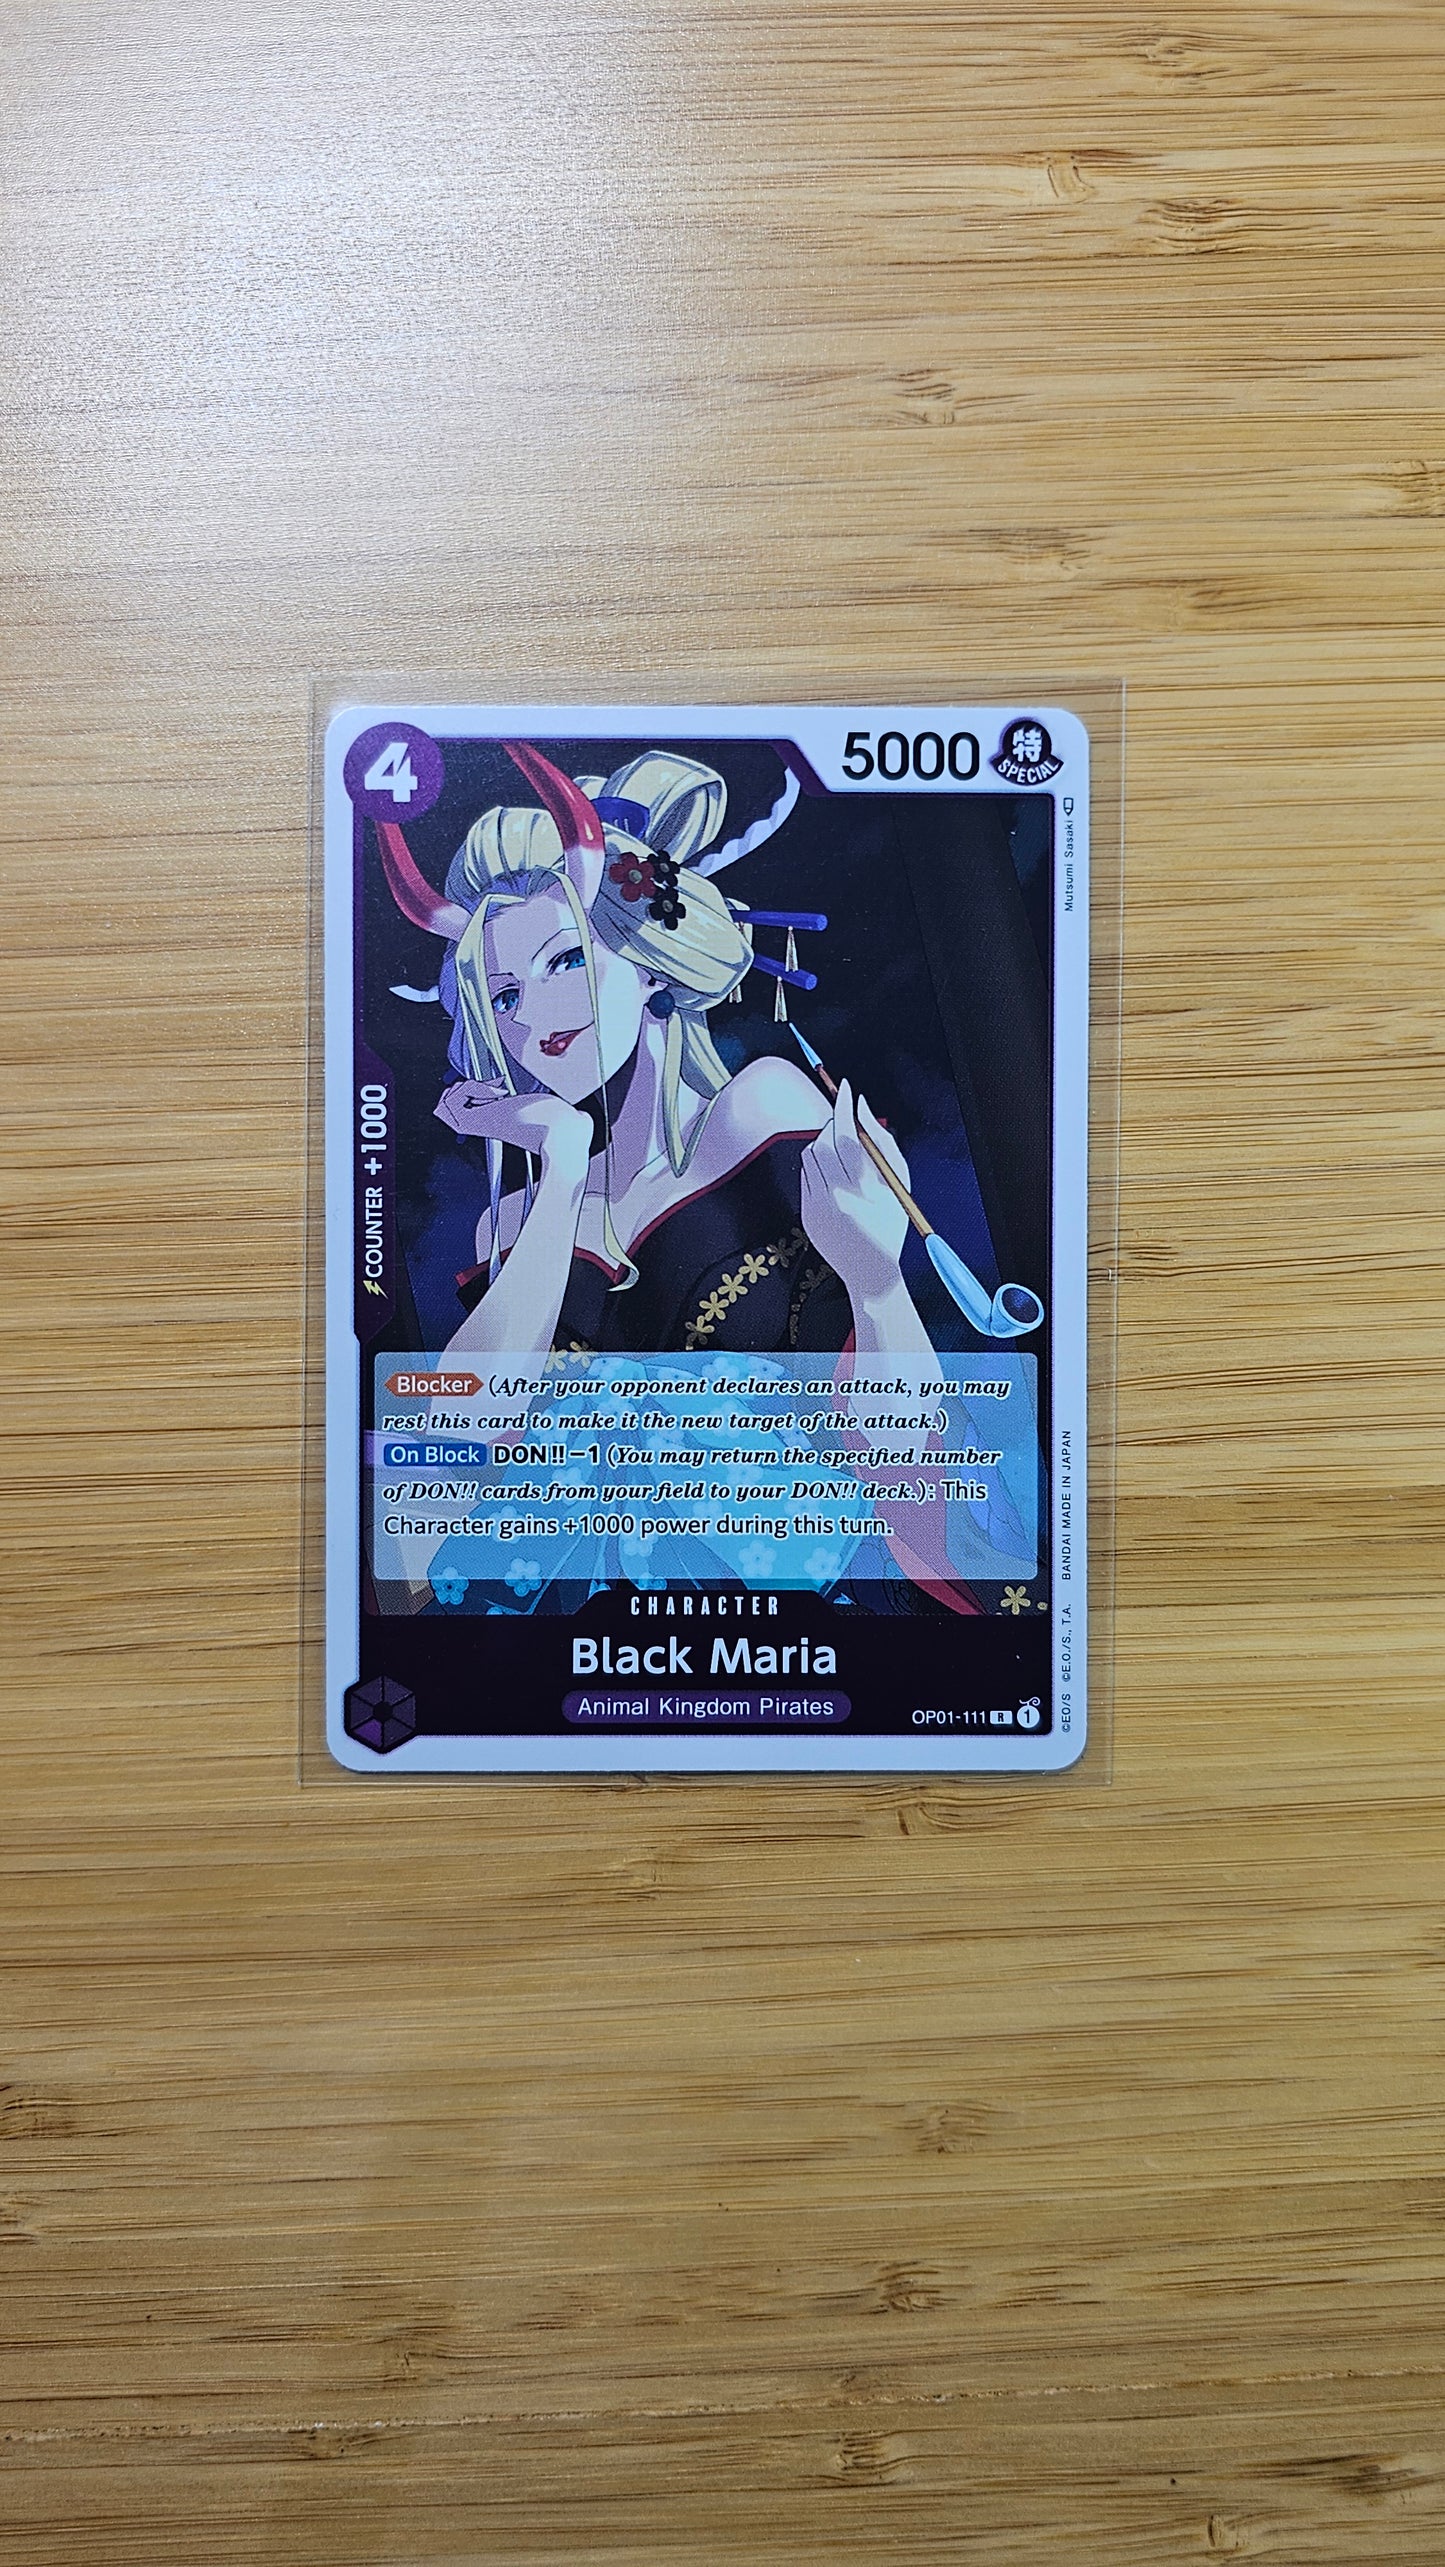 4
5000
特
SPECIAL
Mutsumi Sasaki
COUNTER +1000
Blocker (After your opponent declares an attack, you may
rest this card to make it the new target of the attack.)
On Block DON!! −1 (You may return the specified number
of DON!! cards from your field to your DON!! deck.): This
Character gains +1000 power during this turn.
CHARACTER
Black Maria
Animal Kingdom Pirates
OP01-111 R 1
©EO/S ©E.O./S., T.A. BANDAI MADE IN JAPAN